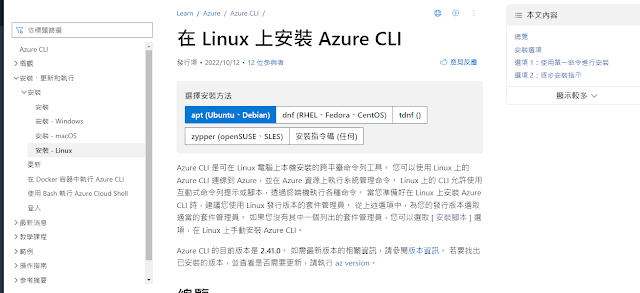 依標題篩選
Azure CLI
概觀
安裝、更新和執行
安裝
安裝
安裝 - Windows
安裝 - macOS
安裝 - Linux
更新
在 Docker 容器中執行 Azure CLI
使用 Bash 執行 Azure Cloud Shell
登入
最新消息
教學課程
範例
操作指南
參考摘要
Learn / Azure / Azure CLI /
在 Linux 上安裝 Azure CLI
發行項 • 2022/10/12 • 12 位參與者
意見反應
選擇安裝方法
apt (Ubuntu、Debian) dnf (RHEL、Fedora、CentOS) tdnf ()
zypper (openSUSE、SLES) 安裝指令碼 (任何)
Azure CLI 是可在 Linux 電腦上本機安裝的跨平臺命令列工具。 您可以使用 Linux 上的
Azure CLI 連線到 Azure，並在 Azure 資源上執行系統管理命令。 Linux 上的 CLI 允許使用
互動式命令列提示或腳本，透過終端機執行各種命令。 當您準備好在 Linux 上安裝 Azure
CLI 時，建議您使用 Linux 發行版本的套件管理員。 從上述選項中，為您的發行版本選取
適當的套件管理員。 如果您沒有其中一個列出的套件管理員，您可以選取 [ 安裝腳本 ] 選
項，在 Linux 上手動安裝 Azure CLI。
Azure CLI 的目前版本是 2.41.0。 如需最新版本的相關資訊，請參閱版本資訊。 若要找出
已安裝的版本，並查看是否需要更新，請執行 az version。
總覽
本文內容
總覽
安裝選項
選項 1：使用單一命令進行安裝
選項 2：逐步安裝指示
顯示較多